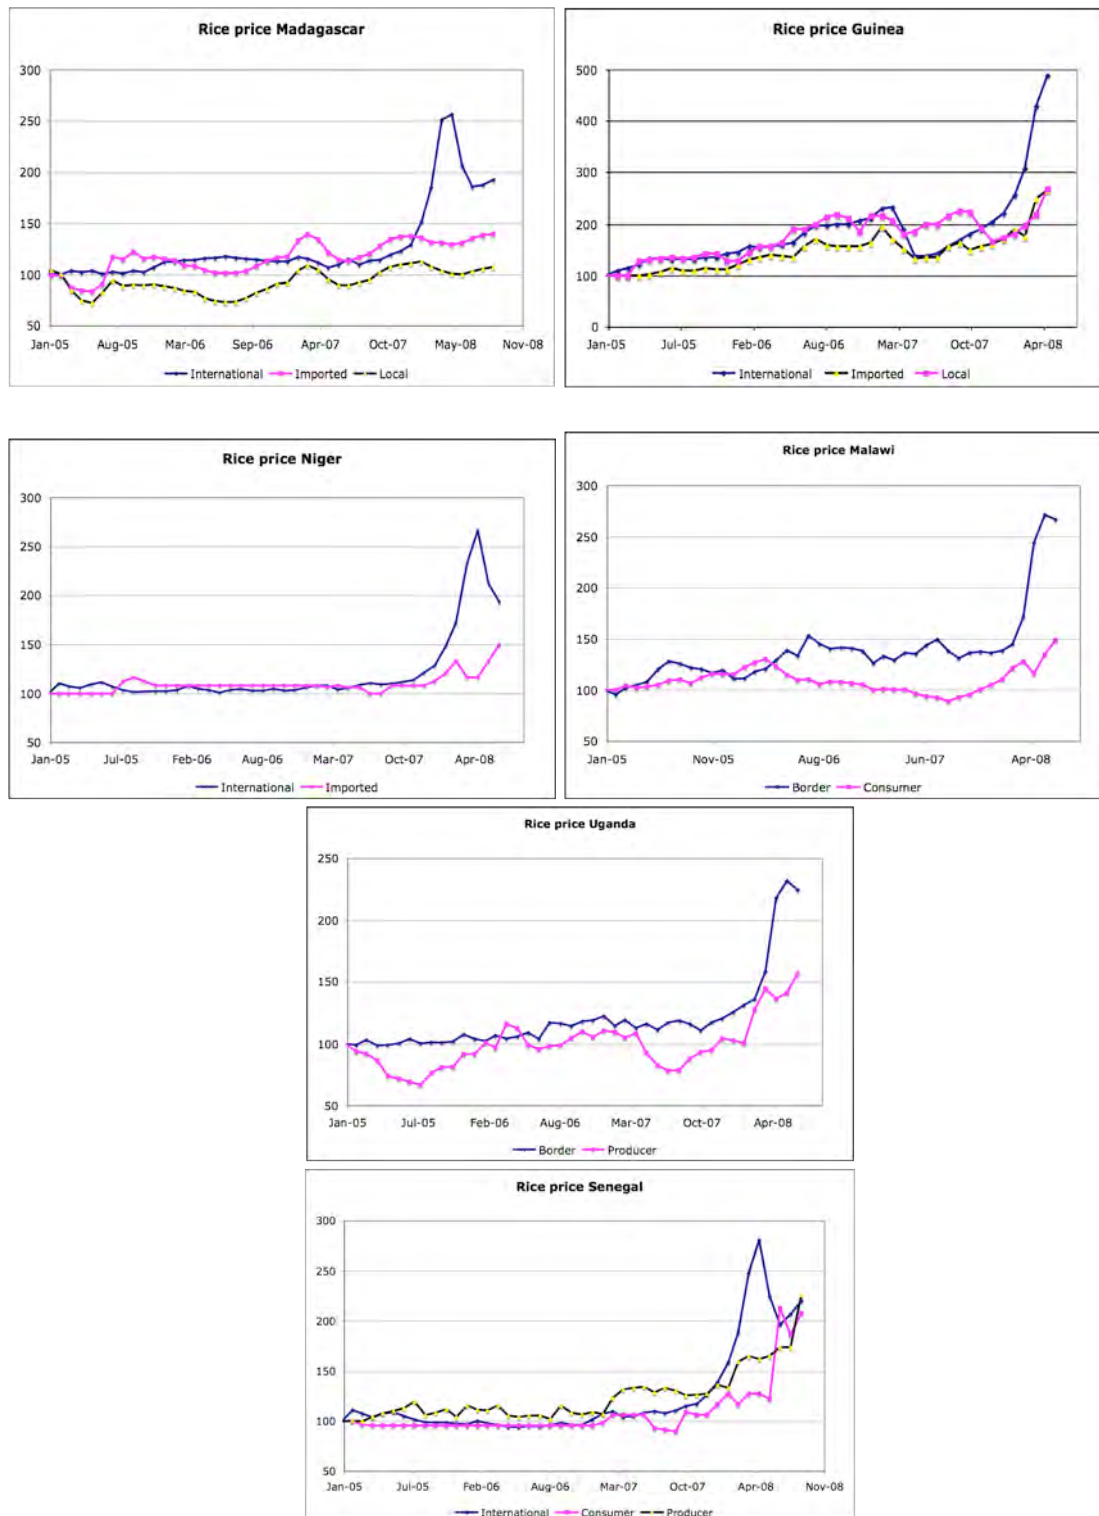 Rice price Madagascar
300
250
200
150
100
50
Jan-05 Aug-05 Mar-06 Sep-06 Apr-07 Oct-07 May-08 Nov-08
International Imported Local
Rice price Guinea
500
400
300
200
100
0
Jan-05 Jul-05 Feb-06 Aug-06 Mar-07 Oct-07 Apr-08
International Imported Local
Rice price Niger
300
250
200
150
100
50
Jan-05 Jul-05 Feb-06 Aug-06 Mar-07 Oct-07 Apr-08
International Imported
Rice price Malawi
300
250
200
150
100
50
Jan-05 Nov-05 Aug-06 Jun-07 Apr-08
Border Consumer
Rice price Uganda
250
200
150
100
50
Jan-05 Jul-05 Feb-06 Aug-06 Mar-07 Oct-07 Apr-08
Border Producer
Rice price Senegal
300
250
200
150
100
50
Jan-05 Jul-05 Feb-06 Aug-06 Mar-07 Oct-07 Apr-08 Nov-08
International Consumer Producer